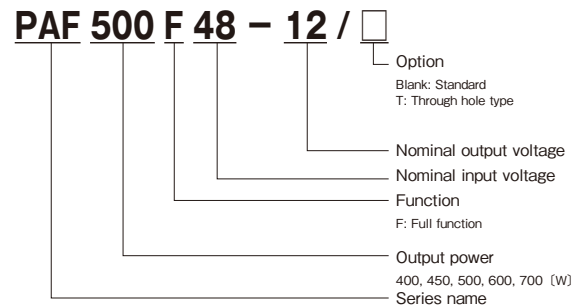 PAF 500 F 48 - 12 / □
Option
Blank: Standard
T: Through hole type
Nominal output voltage
Nominal input voltage
Function
F: Full function
Output power
400, 450, 500, 600, 700 〔W〕
Series name